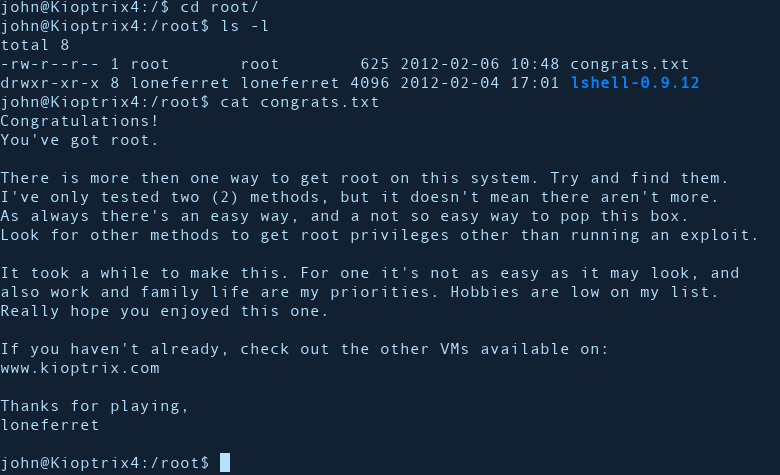 john@Kioptrix4:/$ cd root/
john@Kioptrix4:/root$ ls -l
total 8
-rw-r--r-- 1 root       root        625 2012-02-06 10:48 congrats.txt
drwxr-xr-x 8 loneferret loneferret 4096 2012-02-04 17:01 lshell-0.9.12
john@Kioptrix4:/root$ cat congrats.txt
Congratulations!
You've got root.

There is more then one way to get root on this system. Try and find them.
I've only tested two (2) methods, but it doesn't mean there aren't more.
As always there's an easy way, and a not so easy way to pop this box.
Look for other methods to get root privileges other than running an exploit.

It took a while to make this. For one it's not as easy as it may look, and
also work and family life are my priorities. Hobbies are low on my list.
Really hope you enjoyed this one.

If you haven't already, check out the other VMs available on:
www.kioptrix.com

Thanks for playing,
loneferret

john@Kioptrix4:/root$